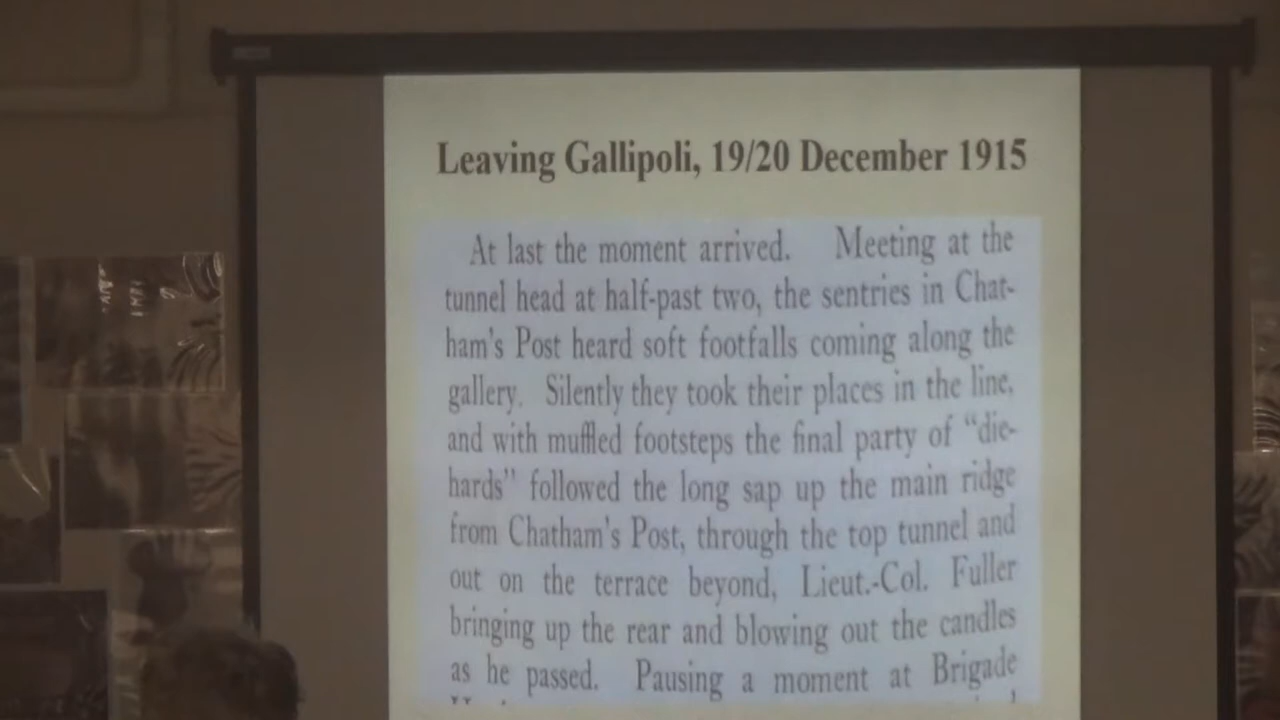 Leaving Gallipoli, 19/20 December 1915
At last the moment arrived. Meeting at the
tunnel head at half-past two, the sentries in Chat-
ham's Post heard soft footfalls coming along the
gallery. Silently they took their places in the line,
and with muffled footsteps the final party of “die-
hards” followed the long sap up the main ridge
from Chatham's Post, through the top tunnel and
out on the terrace beyond, Lieut.-Col. Fuller
bringing up the rear and blowing out the candles
as he passed. Pausing a moment at Brigade